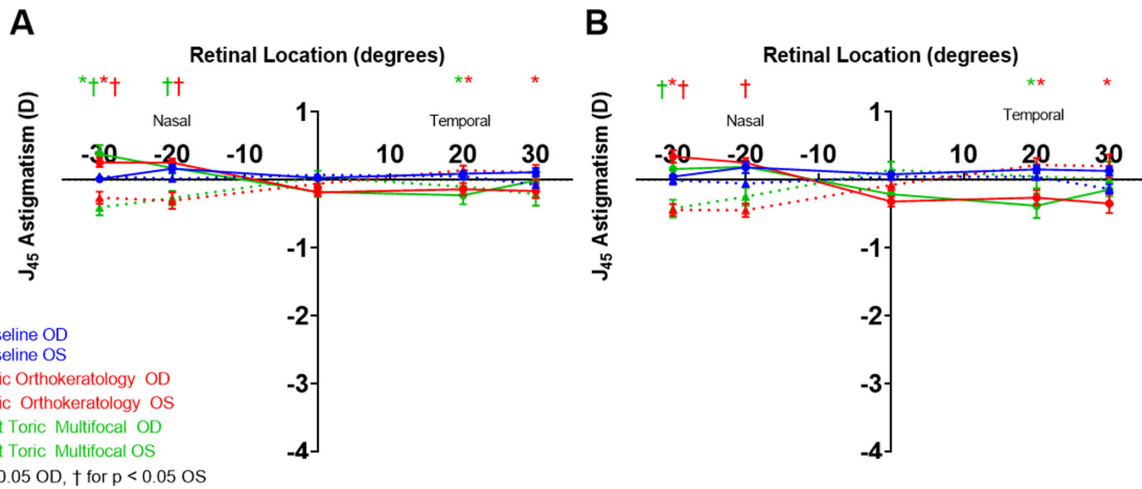 A
Retinal Location (degrees)
*†*† †† ** *
Nasal Temporal
1
-30 -20 -10 10 20 30
-1
-2
-3
-4
J45 Astigmatism (D)
B
Retinal Location (degrees)
†*† † ** *
Nasal Temporal
1
-30 -20 -10 10 20 30
-1
-2
-3
-4
J45 Astigmatism (D)
seline OD
seline OS
ic Orthokeratology OD
ic Orthokeratology OS
t Toric Multifocal OD
t Toric Multifocal OS
0.05 OD, † for p < 0.05 OS